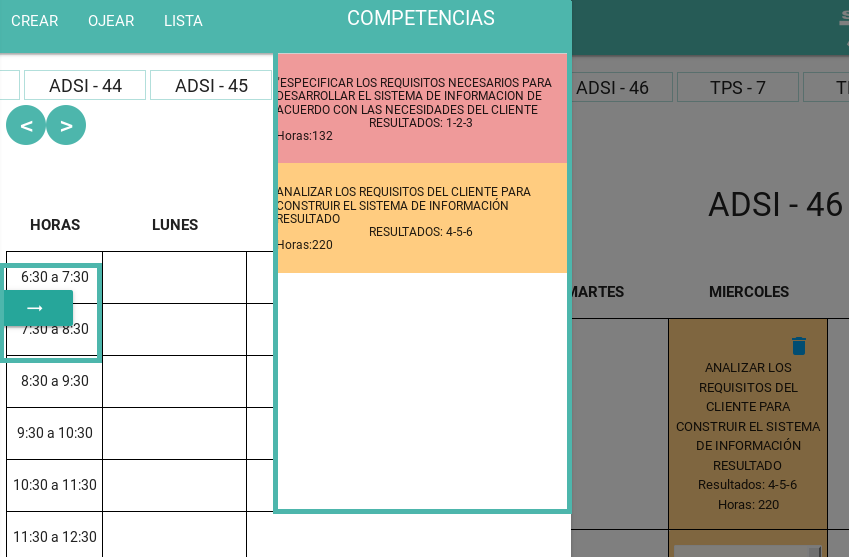 CREAR OJEAR LISTA COMPETENCIAS
ADSI - 44 ADSI - 45 ADSI - 46 TPS - 7
< >
'ESPECIFICAR LOS REQUISITOS NECESARIOS PARA
DESARROLLAR EL SISTEMA DE INFORMACION DE
ACUERDO CON LAS NECESIDADES DEL CLIENTE
RESULTADOS: 1-2-3
Horas:132
ANALIZAR LOS REQUISITOS DEL CLIENTE PARA
CONSTRUIR EL SISTEMA DE INFORMACIÓN
RESULTADO
RESULTADOS: 4-5-6
Horas:220
ADSI - 46
HORAS LUNES
MARTES MIERCOLES
6:30 a 7:30
→
7:30 a 8:30
8:30 a 9:30
9:30 a 10:30
10:30 a 11:30
11:30 a 12:30
ANALIZAR LOS
REQUISITOS DEL
CLIENTE PARA
CONSTRUIR EL SISTEMA
DE INFORMACIÓN
RESULTADO
Resultados: 4-5-6
Horas: 220